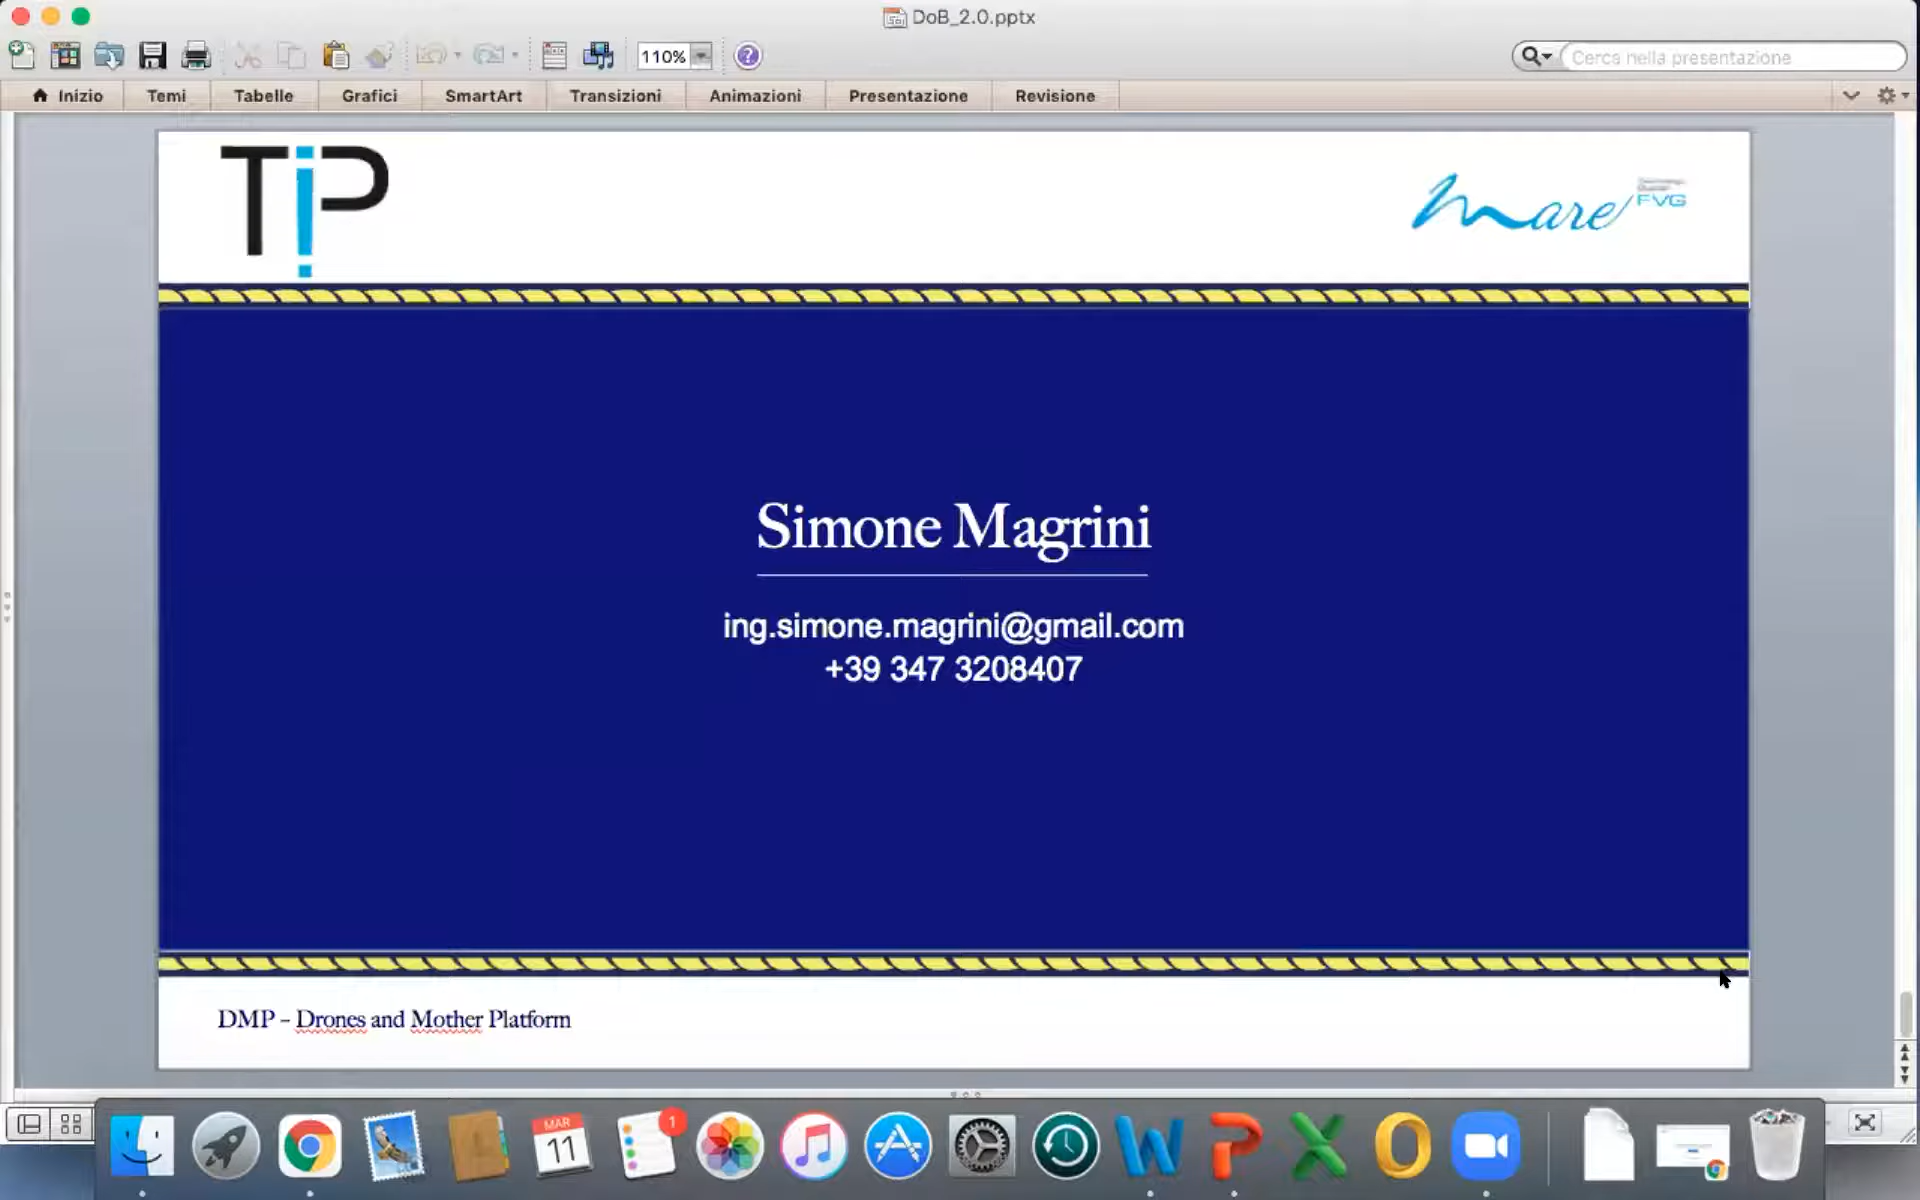 DoB_2.0.pptx
110%
Cerca nella presentazione
Inizio Temi Tabelle Grafici SmartArt Transizioni Animazioni Presentazione Revisione
TiP
mare FVG
Simone Magrini
ing.simone.magrini@gmail.com
+39 347 3208407
DMP – Drones and Mother Platform
MAR
11
1